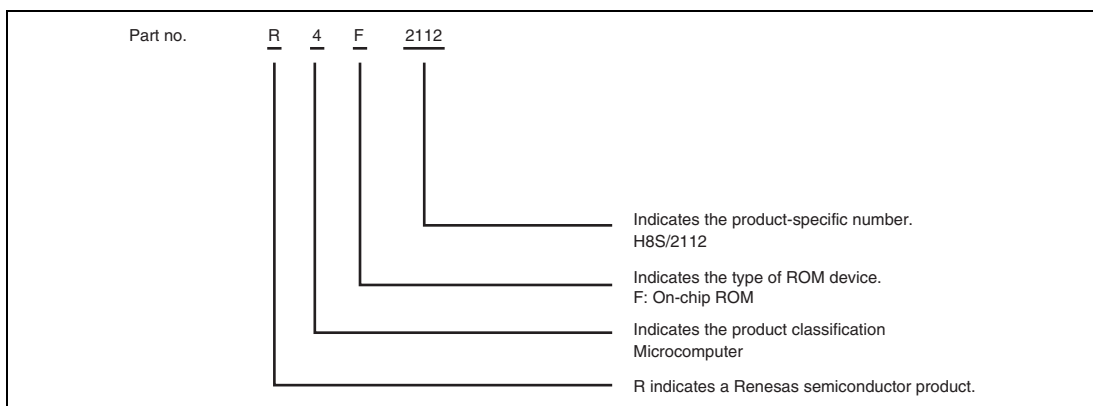 Part no. R 4 F 2112
Indicates the product-specific number.
H8S/2112
Indicates the type of ROM device.
F: On-chip ROM
Indicates the product classification
Microcomputer
R indicates a Renesas semiconductor product.